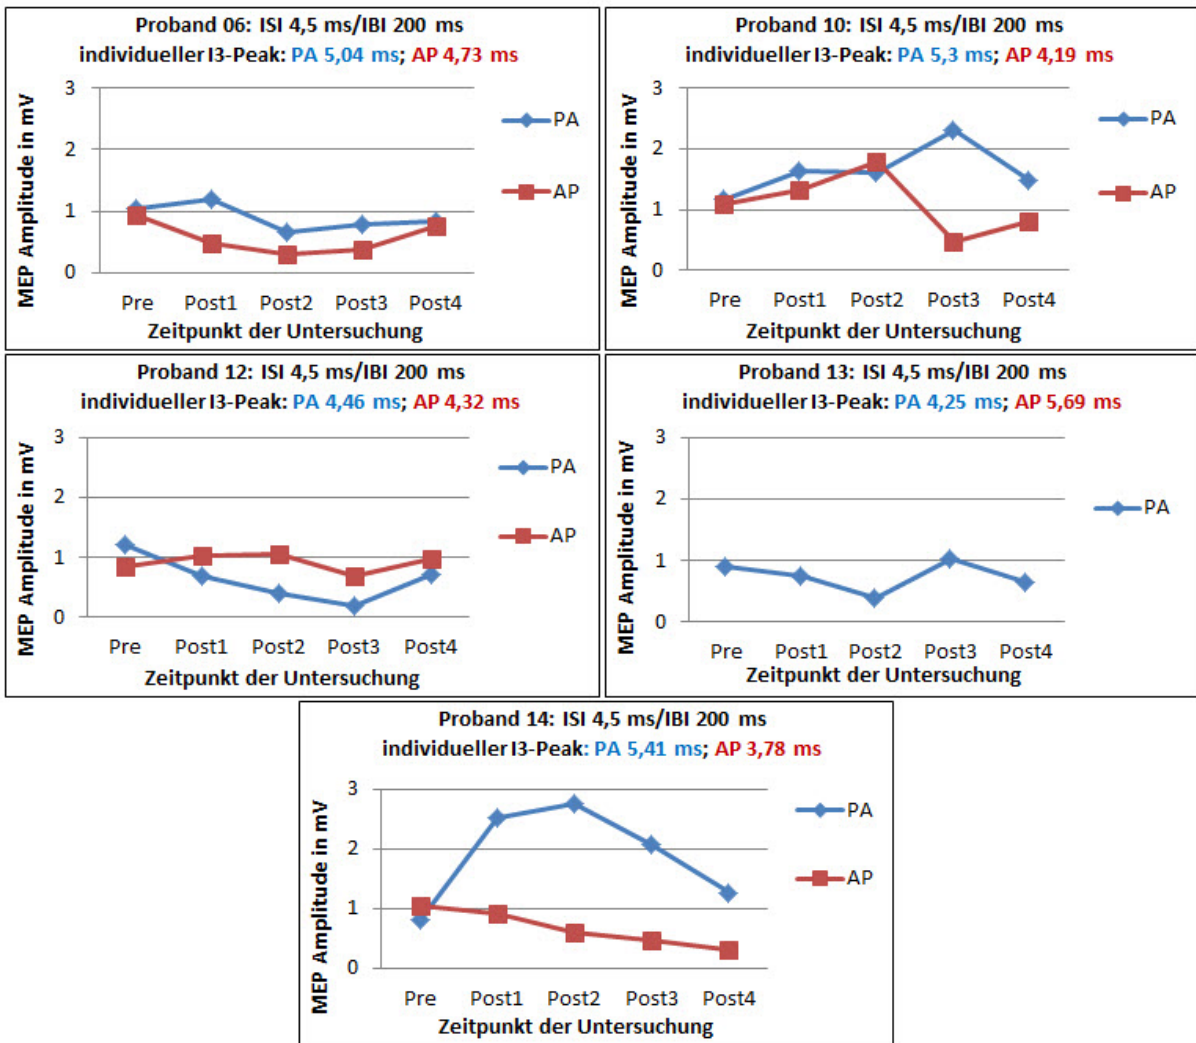 Proband 06: ISI 4,5 ms/IBI 200 ms
individueller I3-Peak: PA 5,04 ms; AP 4,73 ms
MEP Amplitude in mV
3
2
1
0
PA
AP
Pre Post1 Post2 Post3 Post4
Zeitpunkt der Untersuchung
Proband 10: ISI 4,5 ms/IBI 200 ms
individueller I3-Peak: PA 5,3 ms; AP 4,19 ms
MEP Amplitude in mV
3
2
1
0
PA
AP
Pre Post1 Post2 Post3 Post4
Zeitpunkt der Untersuchung
Proband 12: ISI 4,5 ms/IBI 200 ms
individueller I3-Peak: PA 4,46 ms; AP 4,32 ms
MEP Amplitude in mV
3
2
1
0
PA
AP
Pre Post1 Post2 Post3 Post4
Zeitpunkt der Untersuchung
Proband 13: ISI 4,5 ms/IBI 200 ms
individueller I3-Peak: PA 4,25 ms; AP 5,69 ms
MEP Amplitude in mV
3
2
1
0
PA
Pre Post1 Post2 Post3 Post4
Zeitpunkt der Untersuchung
Proband 14: ISI 4,5 ms/IBI 200 ms
individueller I3-Peak: PA 5,41 ms; AP 3,78 ms
MEP Amplitude in mV
3
2
1
0
PA
AP
Pre Post1 Post2 Post3 Post4
Zeitpunkt der Untersuchung